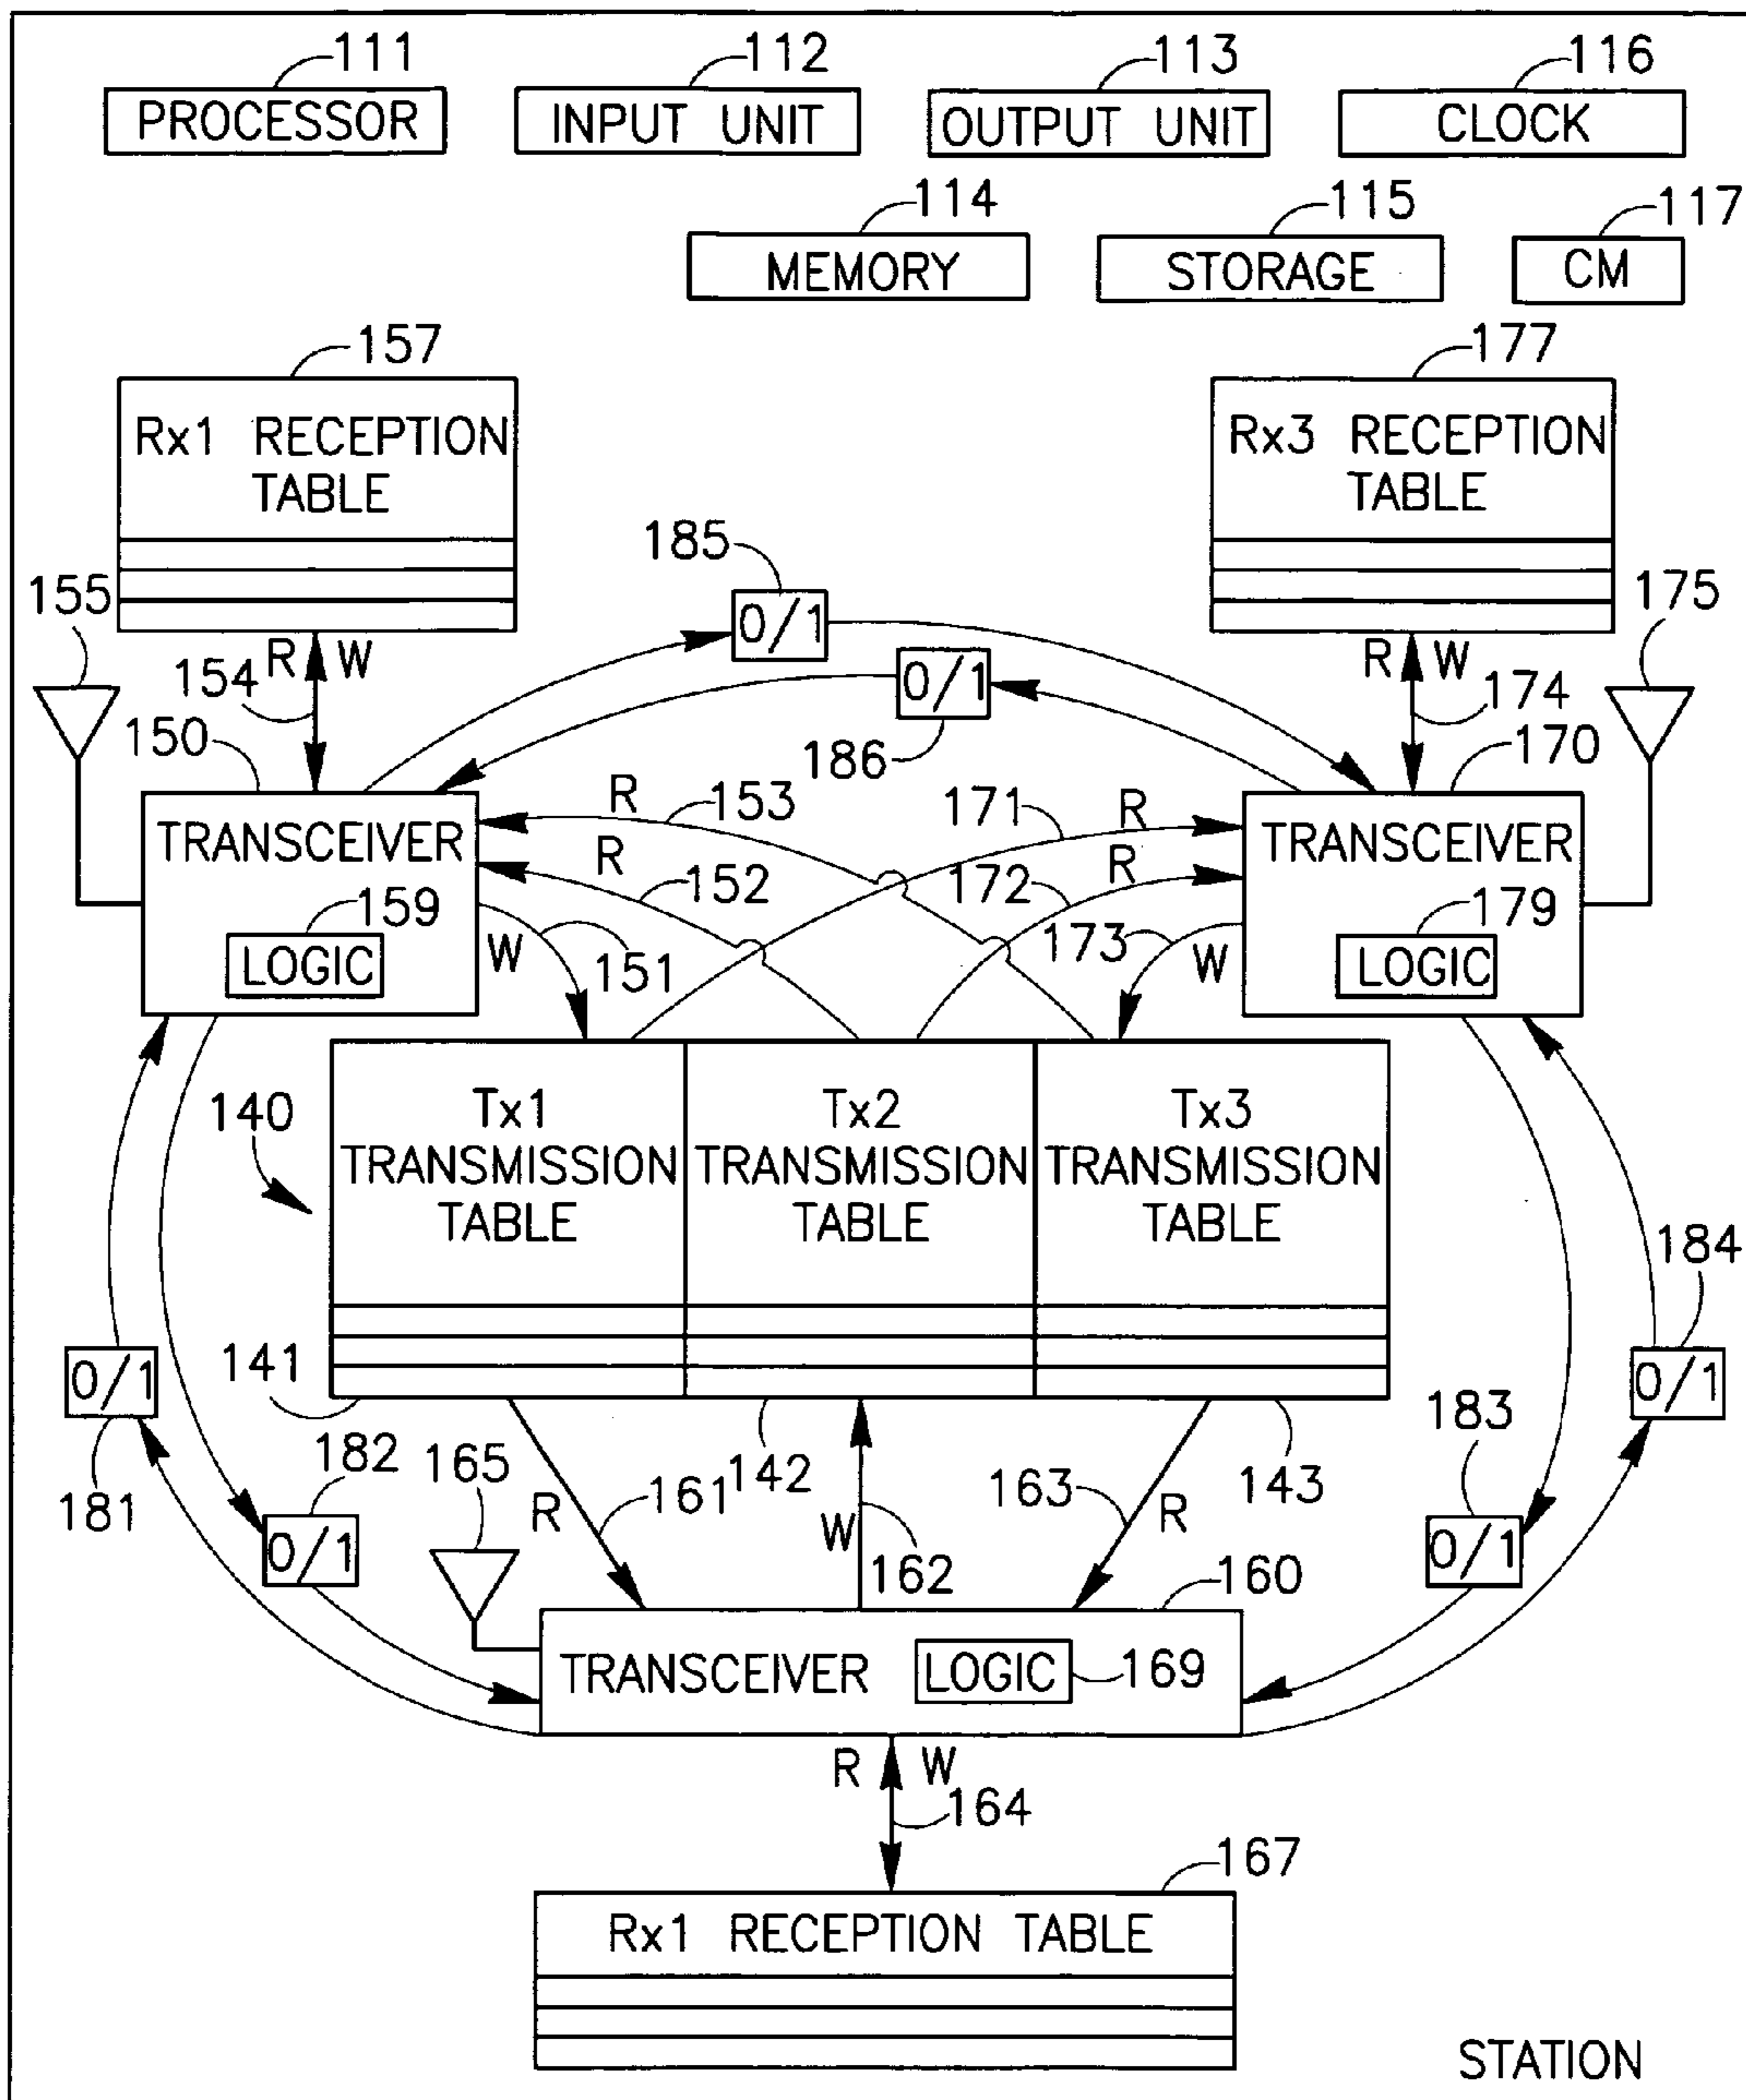 111
112
113
116
PROCESSOR
INPUT UNIT
OUTPUT UNIT
CLOCK
114
115
117
MEMORY
STORAGE
CM
157
177
Rx1 RECEPTION
TABLE
Rx3 RECEPTION
TABLE
185
0/1
155
175
R
W
R
W
154
174
0/1
186
150
170
R
153
171
R
TRANSCEIVER
TRANSCEIVER
R
152
172
R
159
179
LOGIC
LOGIC
W
151
173
W
140
Tx1
TRANSMISSION
TABLE
Tx2
TRANSMISSION
TABLE
Tx3
TRANSMISSION
TABLE
184
141
0/1
181
0/1
183
0/1
182
0/1
165
142
143
R
161
W
162
163
R
160
TRANSCEIVER
LOGIC
169
R
W
164
167
Rx1 RECEPTION TABLE
STATION